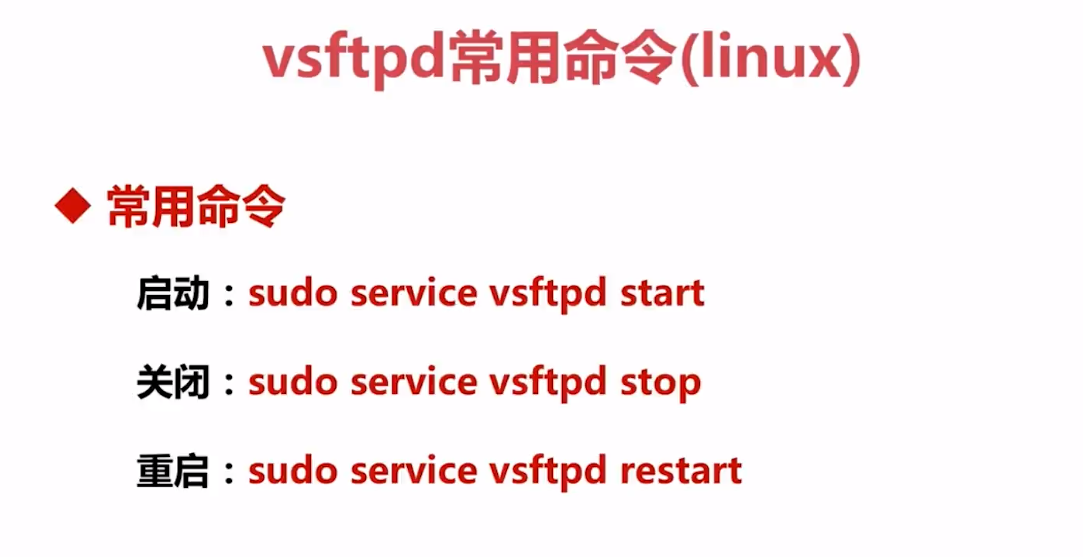 vsftpd常用命令(linux)
◆ 常用命令
启动：sudo service vsftpd start
关闭：sudo service vsftpd stop
重启：sudo service vsftpd restart